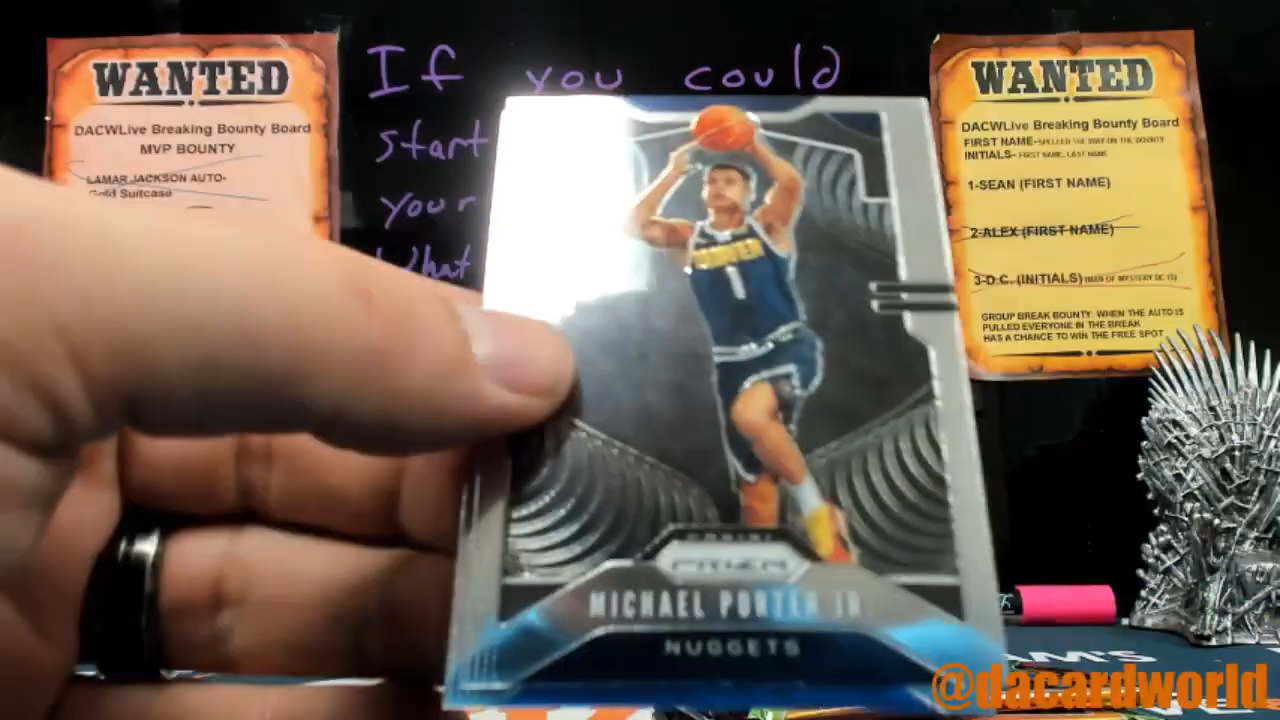 WANTED
DACWLive Breaking Bounty Board
MVP BOUNTY
LAMAR JACKSON AUTO-
Gold Suitcase
If you could
start
your
What
1
PANINI
PRIZM
MICHAEL PORTER JR.
NUGGETS
WANTED
DACWLive Breaking Bounty Board
FIRST NAME-SPELLED THE WAY ON THE BOUNTY
INITIALS- FIRST NAME, LAST NAME
1-SEAN (FIRST NAME)
2-ALEX (FIRST NAME)
3-D.C. (INITIALS) (MAN OF MYSTERY DC IS)
GROUP BREAK BOUNTY. WHEN THE AUTO IS
PULLED EVERYONE IN THE BREAK
HAS A CHANCE TO WIN THE FREE SPOT
@dacardworld